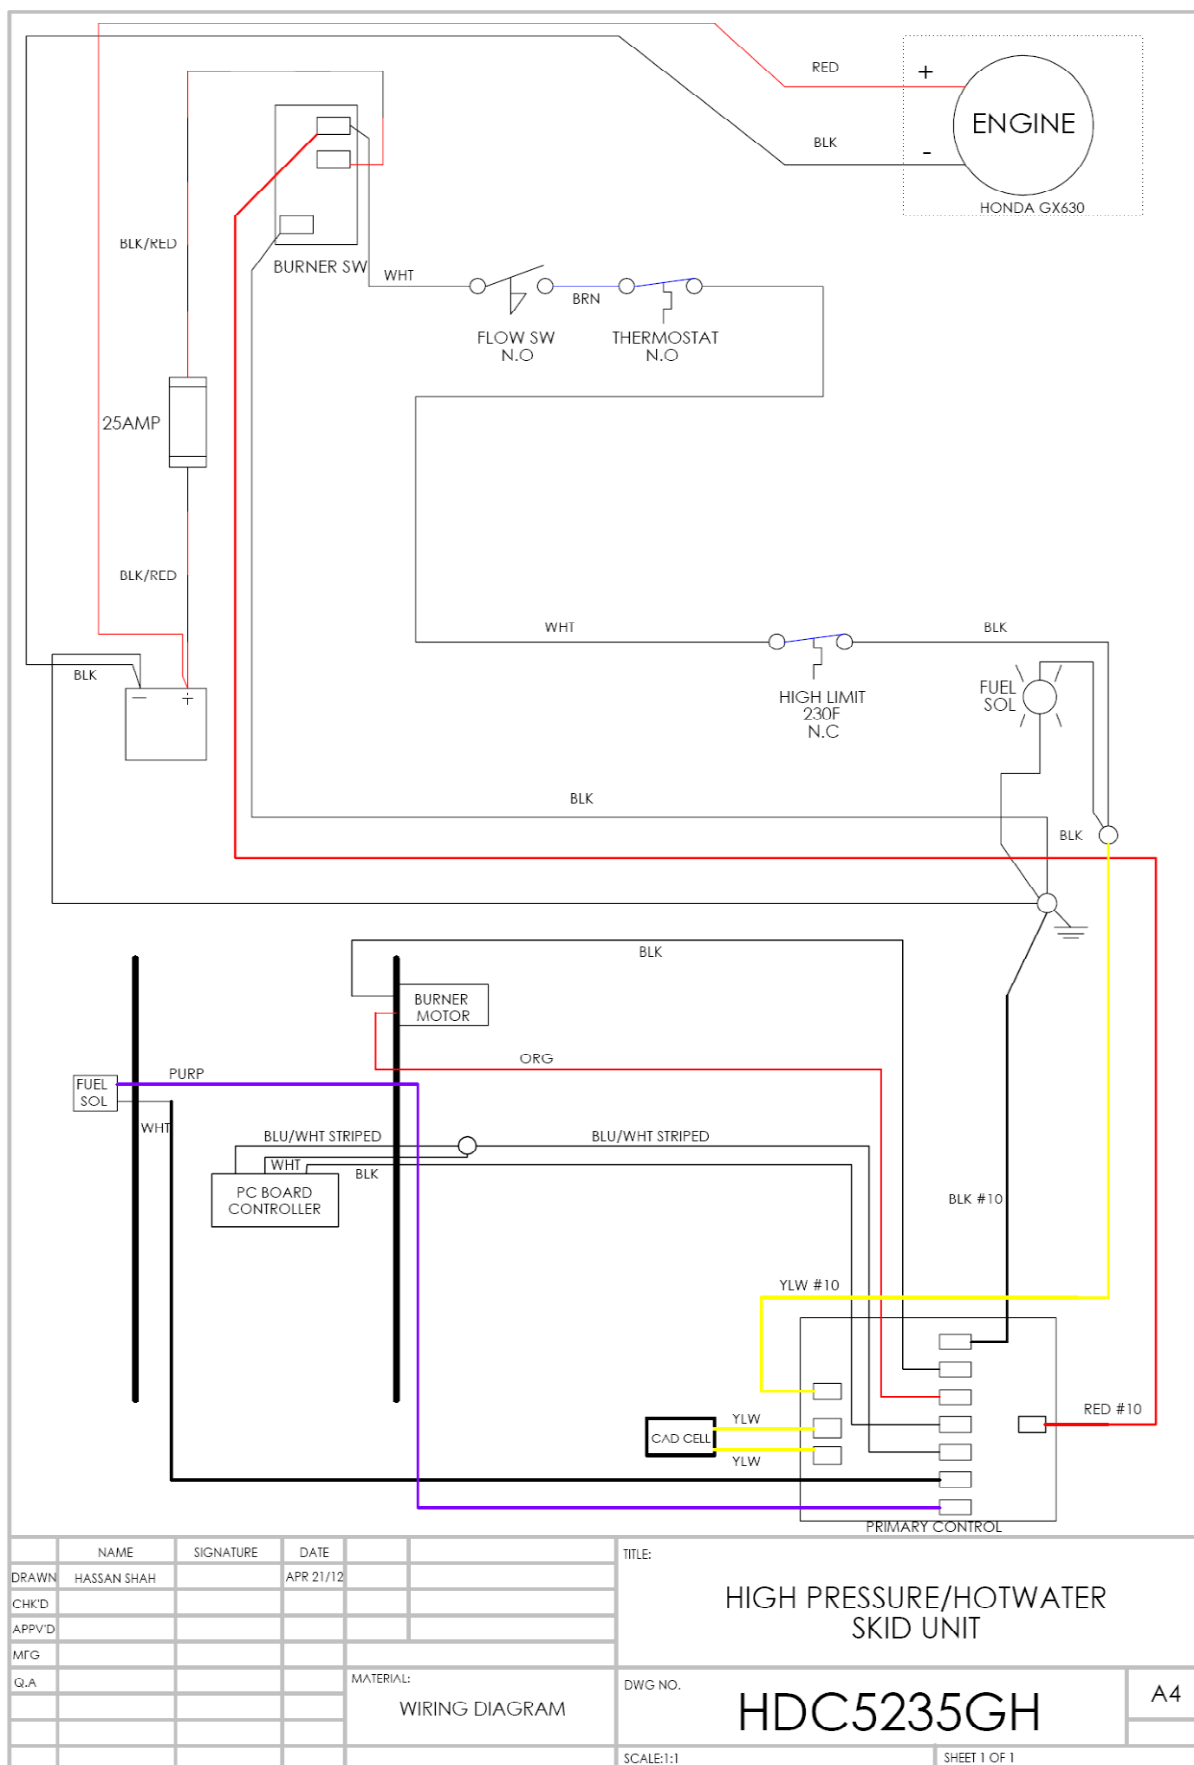 RED
+
ENGINE
BLK
-
HONDA GX630
BLK/RED
BURNER SW
WHT
BRN
FLOW SW
N.O
THERMOSTAT
N.O
25AMP
BLK/RED
WHT
BLK
BLK
— +
HIGH LIMIT
230F
N.C
FUEL
SOL
BLK
BLK
BLK
BURNER
MOTOR
ORG
PURP
FUEL
SOL
WHT
BLU/WHT STRIPED
BLU/WHT STRIPED
WHT
BLK
PC BOARD
CONTROLLER
BLK #10
YLW #10
RED #10
YLW
CAD CELL
YLW
PRIMARY CONTROL
NAME SIGNATURE DATE
DRAWN HASSAN SHAH APR 21/12
CHK'D
APPV'D
MFG
Q.A
TITLE:
HIGH PRESSURE/HOTWATER
SKID UNIT
MATERIAL:
WIRING DIAGRAM
DWG NO.
HDC5235GH
A4
SCALE:1:1
SHEET 1 OF 1